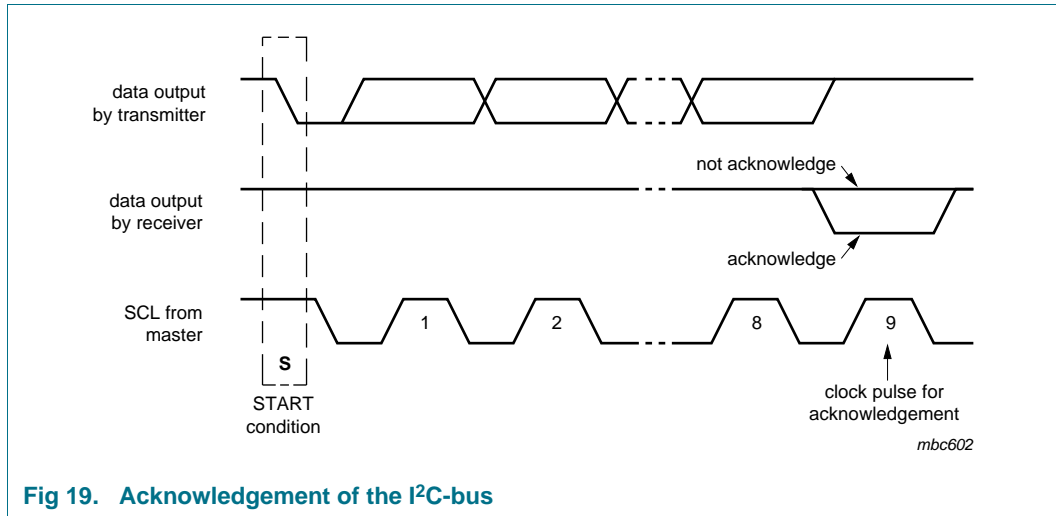 data output
by transmitter
not acknowledge
data output
by receiver
acknowledge
SCL from
master
1
2
8
9
S
START
condition
clock pulse for
acknowledgement
mbc602
Fig 19. Acknowledgement of the I²C-bus